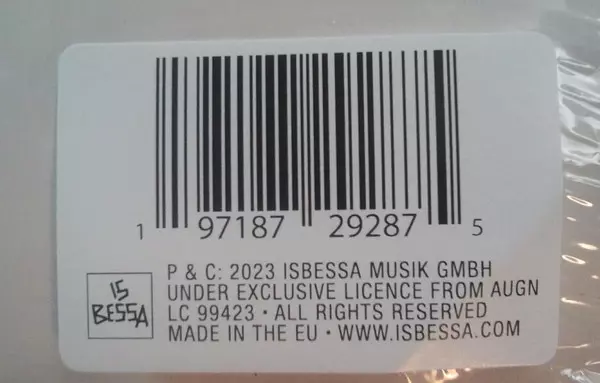 1 97187 29287 5
P & C: 2023 ISBESSA MUSIK GMBH
UNDER EXCLUSIVE LICENCE FROM AUGN
LC 99423 · ALL RIGHTS RESERVED
MADE IN THE EU · WWW.ISBESSA.COM
IS
BESSA